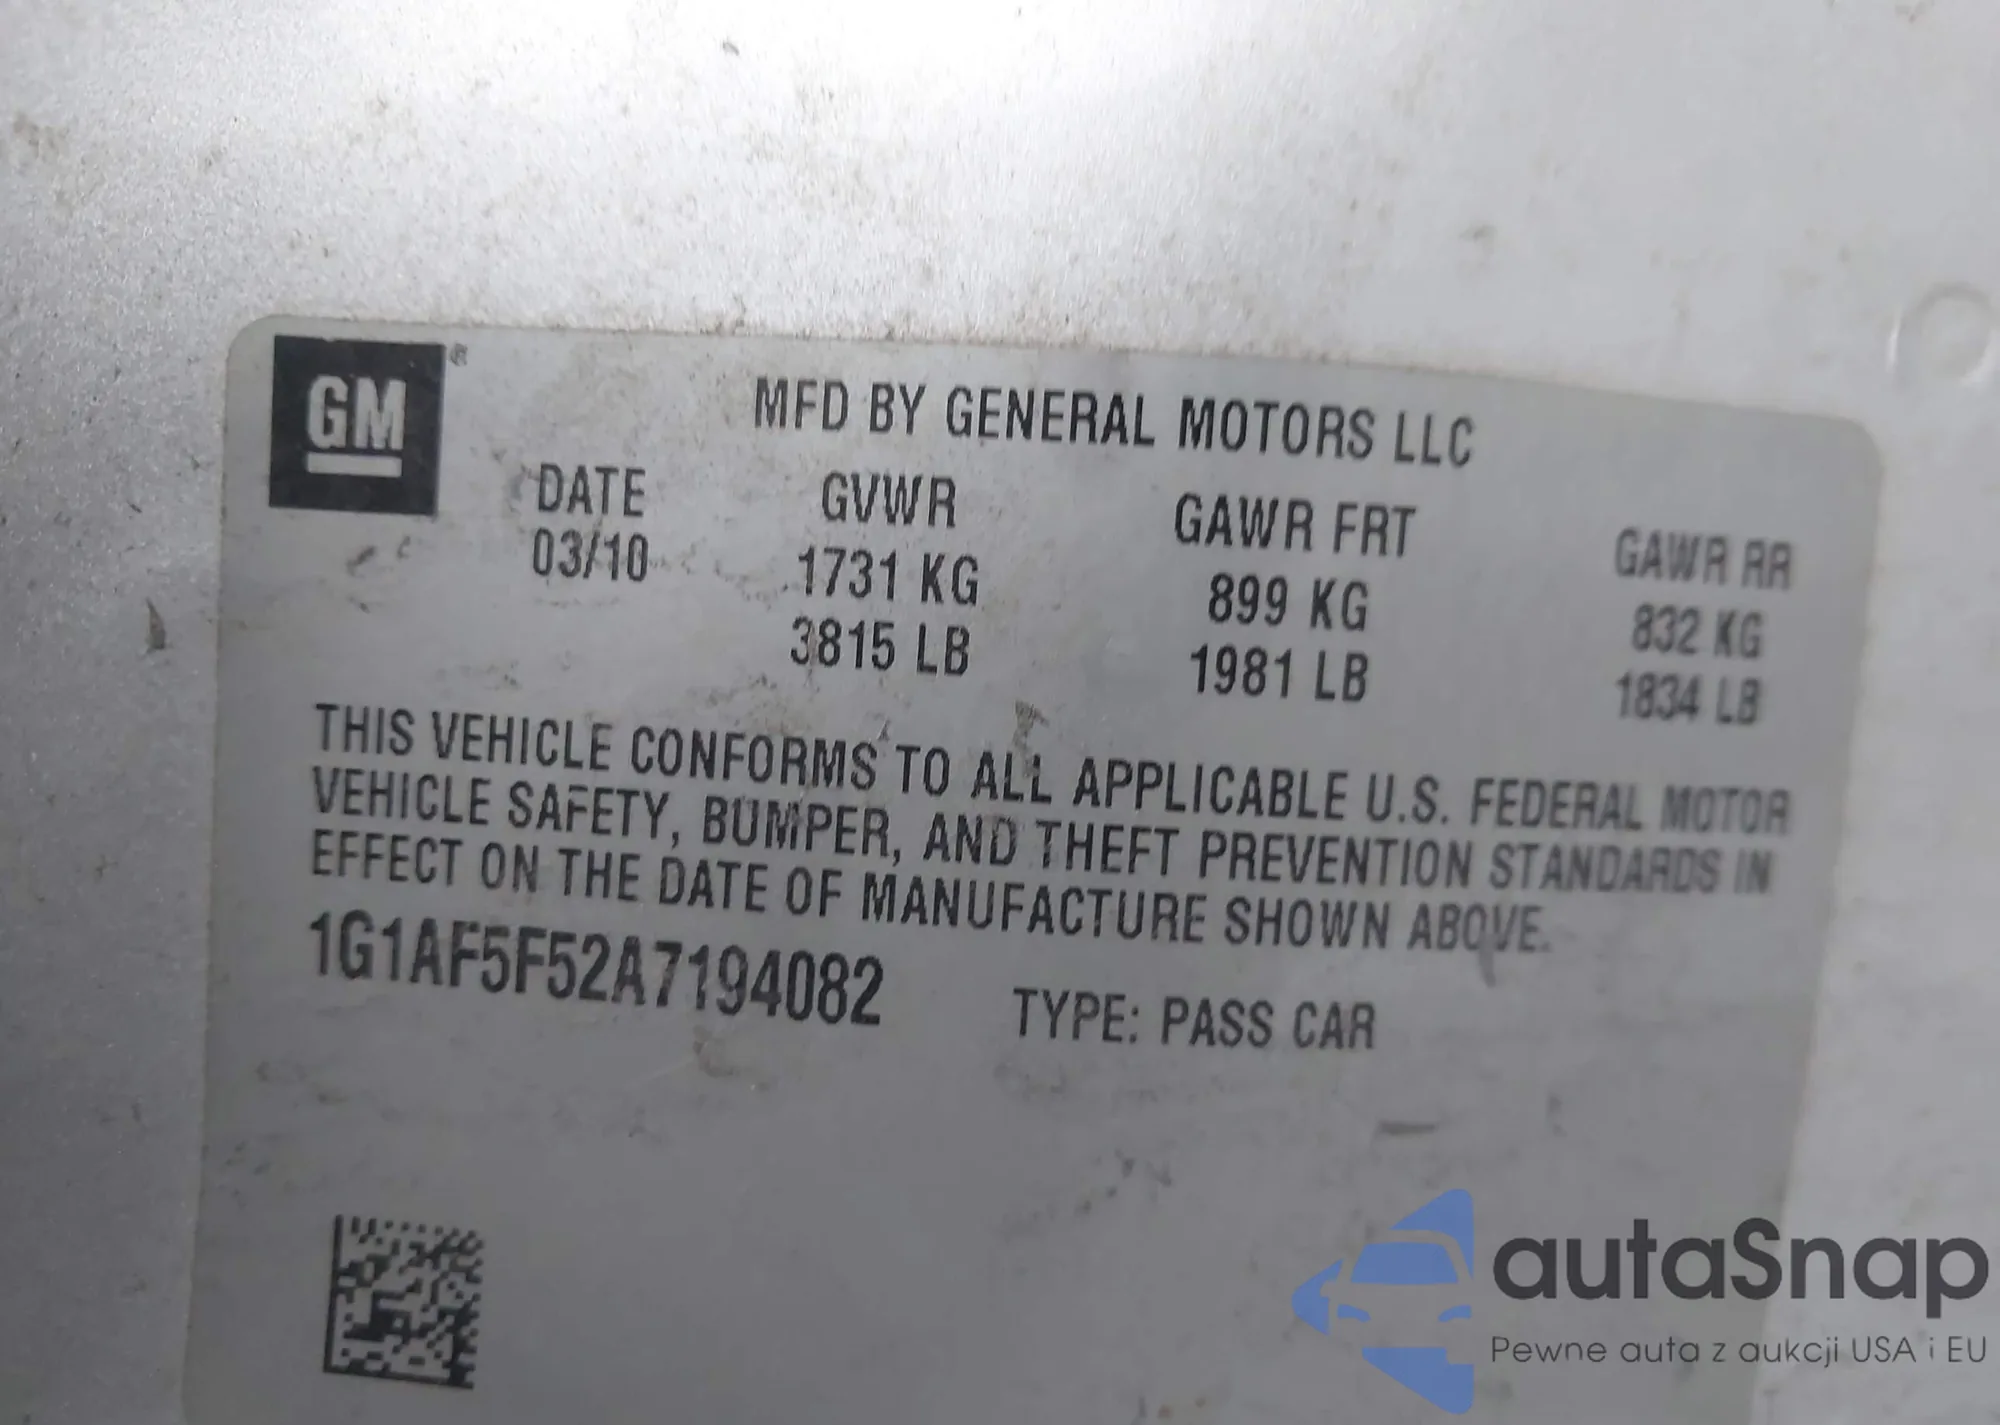 GM ®
MFD BY GENERAL MOTORS LLC
DATE GVWR GAWR FRT GAWR RR
03/10 1731 KG 899 KG 832 KG
3815 LB 1981 LB 1834 LB
THIS VEHICLE CONFORMS TO ALL APPLICABLE U.S. FEDERAL MOTOR
VEHICLE SAFETY, BUMPER, AND THEFT PREVENTION STANDARDS IN
EFFECT ON THE DATE OF MANUFACTURE SHOWN ABOVE.
1G1AF5F52A7194082 TYPE: PASS CAR
autaSnap
Pewne auta z aukcji USA i EU